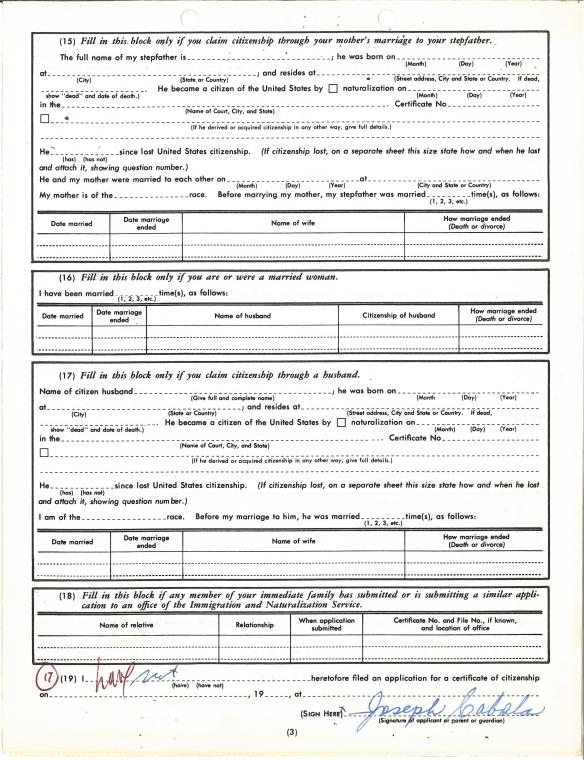 (15) Fill in this block only if you claim citizenship through your mother's marriage to your stepfather.
The full name of my stepfather is ; he was born on
(Month) (Day) (Year)
at ; and resides at
(City) (State or Country) (Street address, City and State or Country. If dead,
He became a citizen of the United States by naturalization on
show "dead" and date of death.) (Month) (Day) (Year)
in the Certificate No
(Name of Court, City, and State)
(If he derived or acquired citizenship in any other way, give full details.)
He since lost United States citizenship. (If citizenship lost, on a separate sheet this size state how and when he lost
(has) (has not)
and attach it, showing question number.)
He and my mother were married to each other on at
(Month) (Day) (Year) (City and State or Country)
My mother is of the race. Before marrying my mother, my stepfather was married time(s), as follows:
(1, 2, 3, etc.)
Date married Date marriage ended Name of wife How marriage ended (Death or divorce)
(16) Fill in this block only if you are or were a married woman.
I have been married time(s), as follows:
(1, 2, 3, etc.)
Date married Date marriage ended Name of husband Citizenship of husband How marriage ended (Death or divorce)
(17) Fill in this block only if you claim citizenship through a husband.
Name of citizen husband ; he was born on
(Give full and complete name) (Month (Day) (Year)
at ; and resides at
(City) (State or Country) (Street address, City and State or Country. If dead,
He became a citizen of the United States by naturalization on
show "dead" and date of death.) (Month) (Day) (Year)
in the Certificate No
(Name of Court, City, and State)
(If he derived or acquired citizenship in any other way, give full details.)
He since lost United States citizenship. (If citizenship lost, on a separate sheet this size state how and when he lost
(has) (has not)
and attach it, showing question number.)
I am of the race. Before my marriage to him, he was married time(s), as follows:
(1, 2, 3, etc.)
Date married Date marriage ended Name of wife How marriage ended (Death or divorce)
(18) Fill in this block if any member of your immediate family has submitted or is submitting a similar appli-
cation to an office of the Immigration and Naturalization Service.
Name of relative Relationship When application submitted Certificate No. and File No., if known, and location of office
17 (19) I have not heretofore filed an application for a certificate of citizenship
(have) (have not)
on , 19 , at
(SIGN HERE) Joseph Cabala
(Signature of applicant or parent or guardian)
(3)